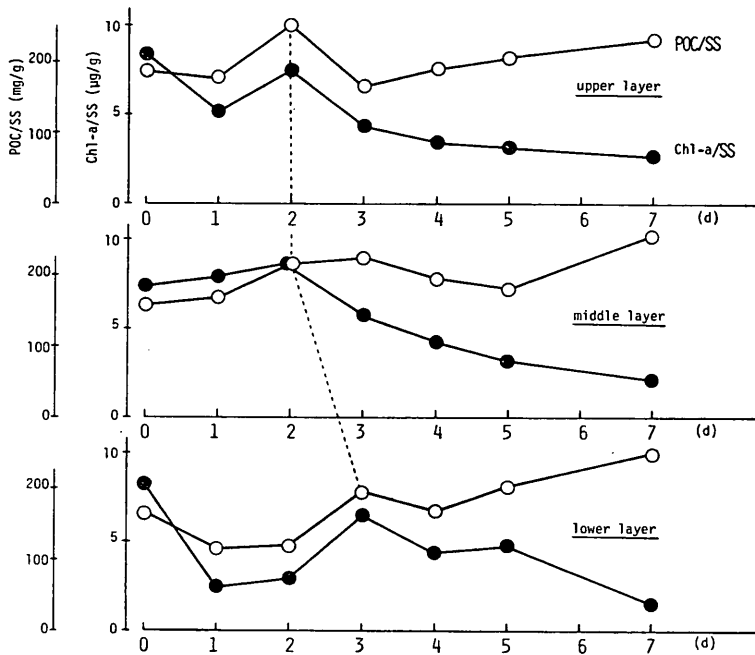 POC/SS (mg/g)
Chl-a/SS (µg/g)
200
100
0
10
5
0
POC/SS
upper layer
Chl-a/SS
0 1 2 3 4 5 6 7 (d)
200
100
0
10
5
0
middle layer
0 1 2 3 4 5 6 7 (d)
200
100
0
10
5
0
lower layer
0 1 2 3 4 5 6 7 (d)